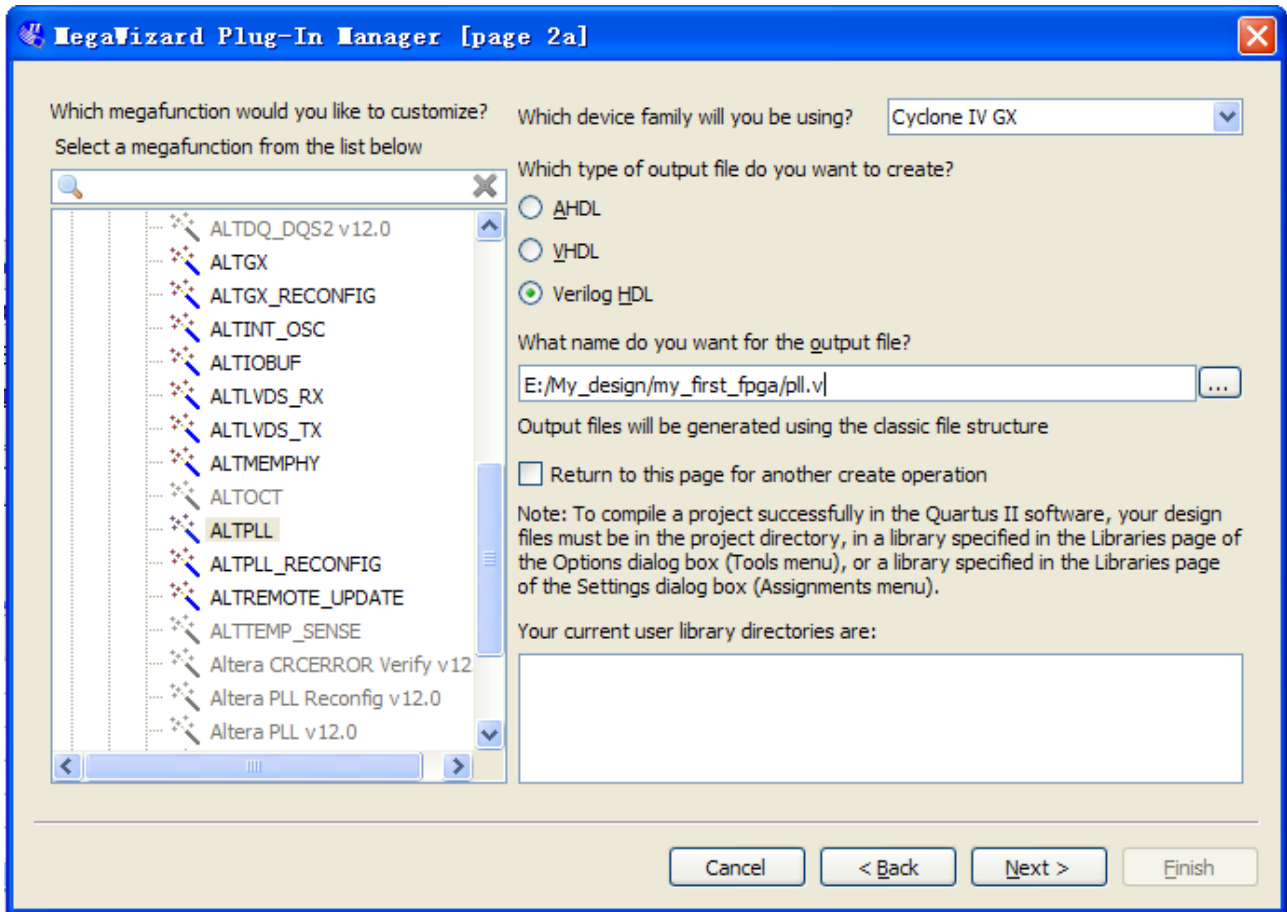 MegaWizard Plug-In Manager [page 2a]
Which megafunction would you like to customize?
Select a megafunction from the list below
ALTDQ_DQS2 v12.0
ALTGX
ALTGX_RECONFIG
ALTINT_OSC
ALTIOBUF
ALTLVDS_RX
ALTLVDS_TX
ALTMEMPHY
ALTOCT
ALTPLL
ALTPLL_RECONFIG
ALTREMOTE_UPDATE
ALTTEMP_SENSE
Altera CRCERROR Verify v12
Altera PLL Reconfig v12.0
Altera PLL v12.0
Which device family will you be using?
Cyclone IV GX
Which type of output file do you want to create?
AHDL
VHDL
Verilog HDL
What name do you want for the output file?
E:/My_design/my_first_fpga/pll.v
...
Output files will be generated using the classic file structure
Return to this page for another create operation
Note: To compile a project successfully in the Quartus II software, your design
files must be in the project directory, in a library specified in the Libraries page of
the Options dialog box (Tools menu), or a library specified in the Libraries page
of the Settings dialog box (Assignments menu).
Your current user library directories are:
Cancel
< Back
Next >
Finish